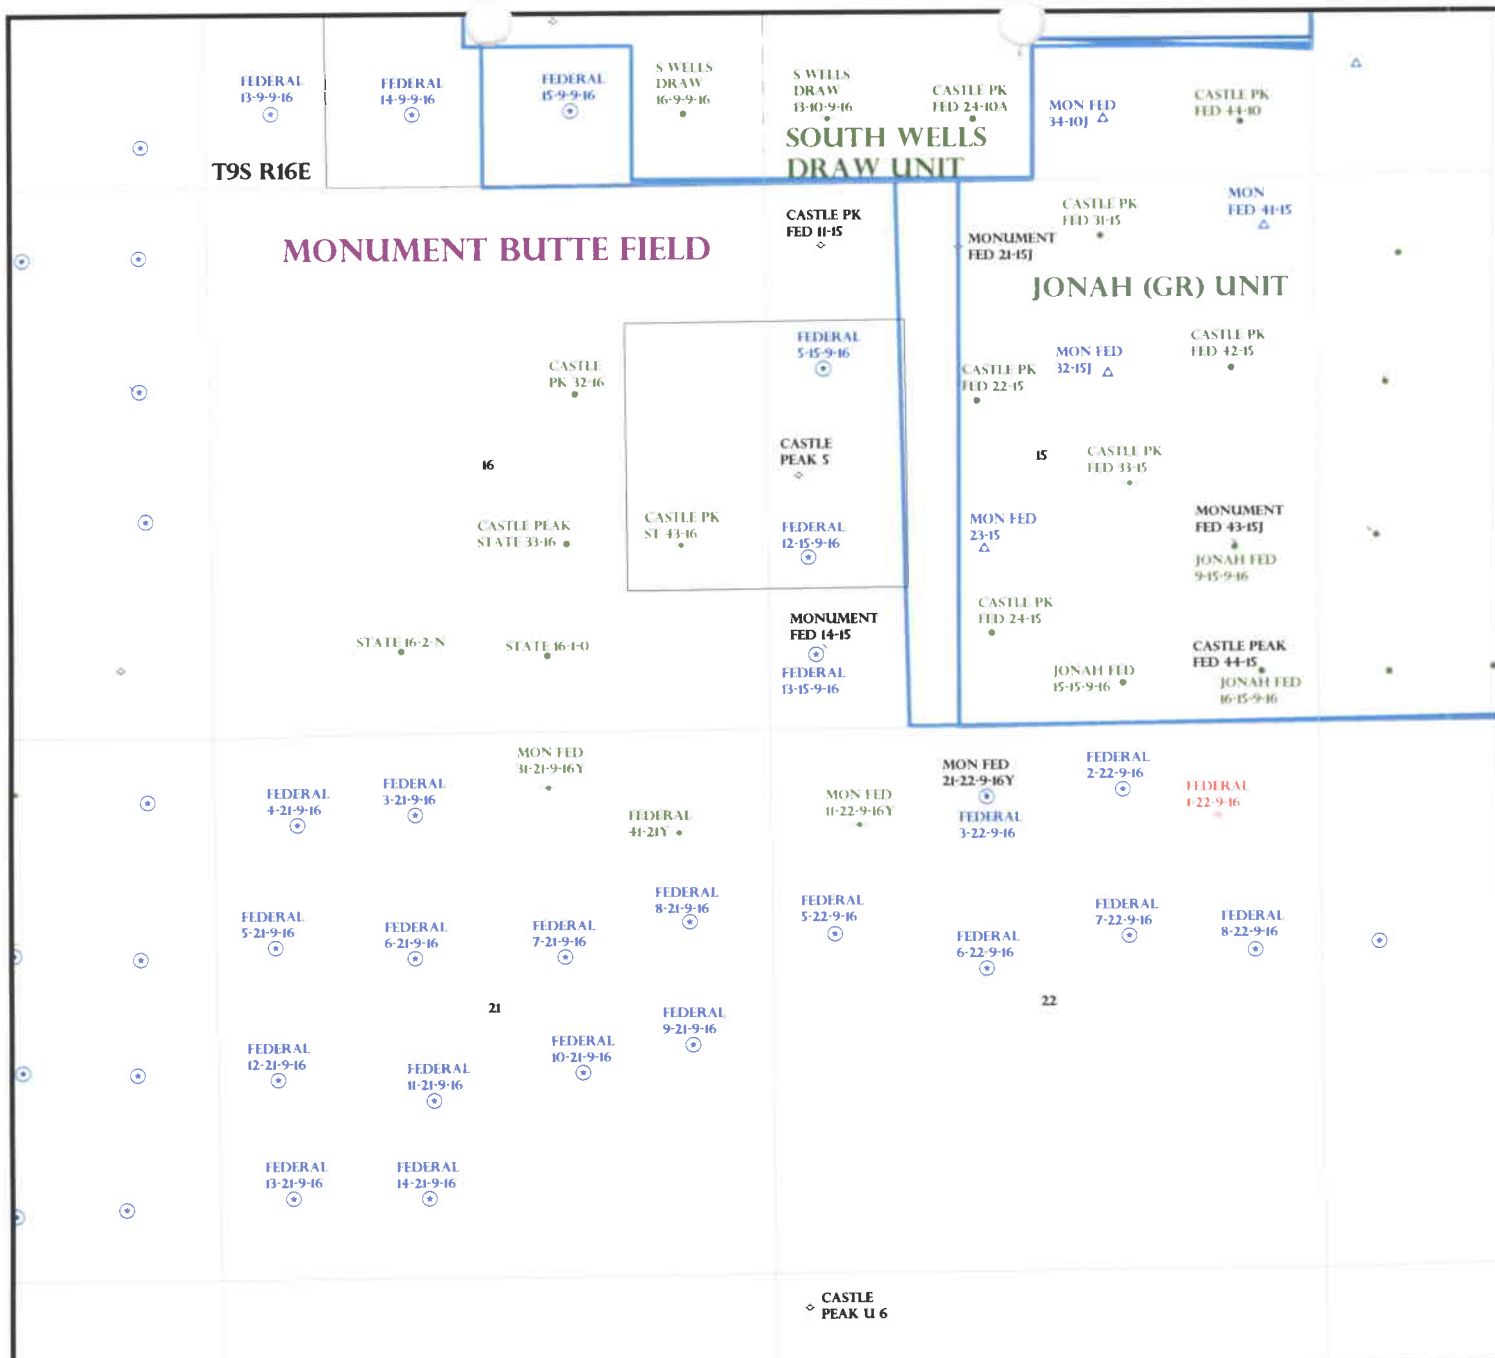 FEDERAL
13-9-9-16
FEDERAL
14-9-9-16
FEDERAL
15-9-9-16
S WELLS
DRAW
16-9-9-16
S WELLS
DRAW
13-10-9-16
CASTLE PK
FED 24-10A
MON FED
34-10J
CASTLE PK
FED 44-10
SOUTH WELLS
DRAW UNIT
T9S R16E
MONUMENT BUTTE FIELD
CASTLE PK
FED 11-15
MONUMENT
FED 21-15J
CASTLE PK
FED 31-15
MON
FED 41-15
JONAH (GR) UNIT
FEDERAL
5-15-9-16
CASTLE
PK 32-16
CASTLE PK
FED 22-15
MON FED
32-15J
CASTLE PK
FED 42-15
16
CASTLE
PEAK 5
15
CASTLE PK
FED 33-15
CASTLE PEAK
STATE 33-16
CASTLE PK
ST 43-16
FEDERAL
12-15-9-16
MON FED
23-15
MONUMENT
FED 43-15J
JONAH FED
9-15-9-16
STATE 16-2-N
STATE 16-1-O
MONUMENT
FED 14-15
FEDERAL
13-15-9-16
CASTLE PK
FED 24-15
JONAH FED
15-15-9-16
CASTLE PEAK
FED 44-15
JONAH FED
16-15-9-16
FEDERAL
4-21-9-16
FEDERAL
3-21-9-16
MON FED
31-21-9-16Y
FEDERAL
41-21Y
MON FED
11-22-9-16Y
MON FED
21-22-9-16Y
FEDERAL
3-22-9-16
FEDERAL
2-22-9-16
FEDERAL
1-22-9-16
FEDERAL
5-21-9-16
FEDERAL
6-21-9-16
FEDERAL
7-21-9-16
FEDERAL
8-21-9-16
FEDERAL
5-22-9-16
FEDERAL
6-22-9-16
FEDERAL
7-22-9-16
FEDERAL
8-22-9-16
21
22
FEDERAL
12-21-9-16
FEDERAL
11-21-9-16
FEDERAL
10-21-9-16
FEDERAL
9-21-9-16
FEDERAL
13-21-9-16
FEDERAL
14-21-9-16
CASTLE
PEAK U 6